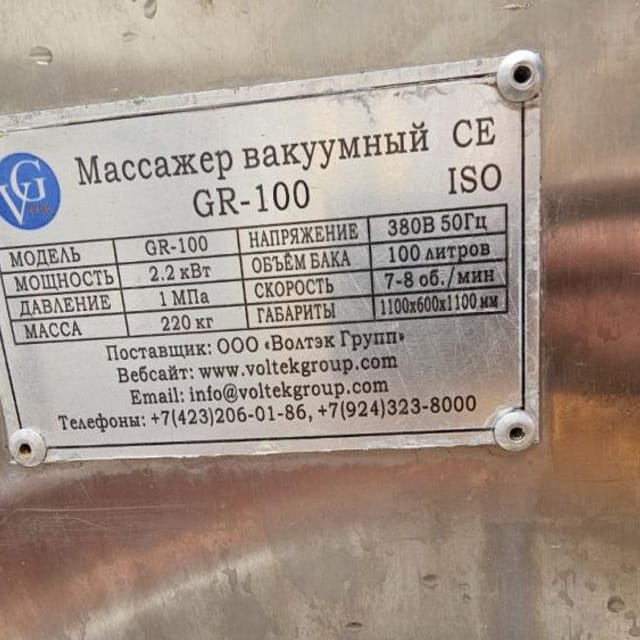 VG
Массажер вакуумный CE
GR-100 ISO
МОДЕЛЬ GR-100 НАПРЯЖЕНИЕ 380В 50Гц
МОЩНОСТЬ 2.2 кВт ОБЪЁМ БАКА 100 литров
ДАВЛЕНИЕ 1 МПа СКОРОСТЬ 7-8 об./мин
МАССА 220 кг ГАБАРИТЫ 1100х600х1100 мм
Поставщик: ООО «Волтэк Групп»
Вебсайт: www.voltekgroup.com
Email: info@voltekgroup.com
Телефоны: +7(423)206-01-86, +7(924)323-8000